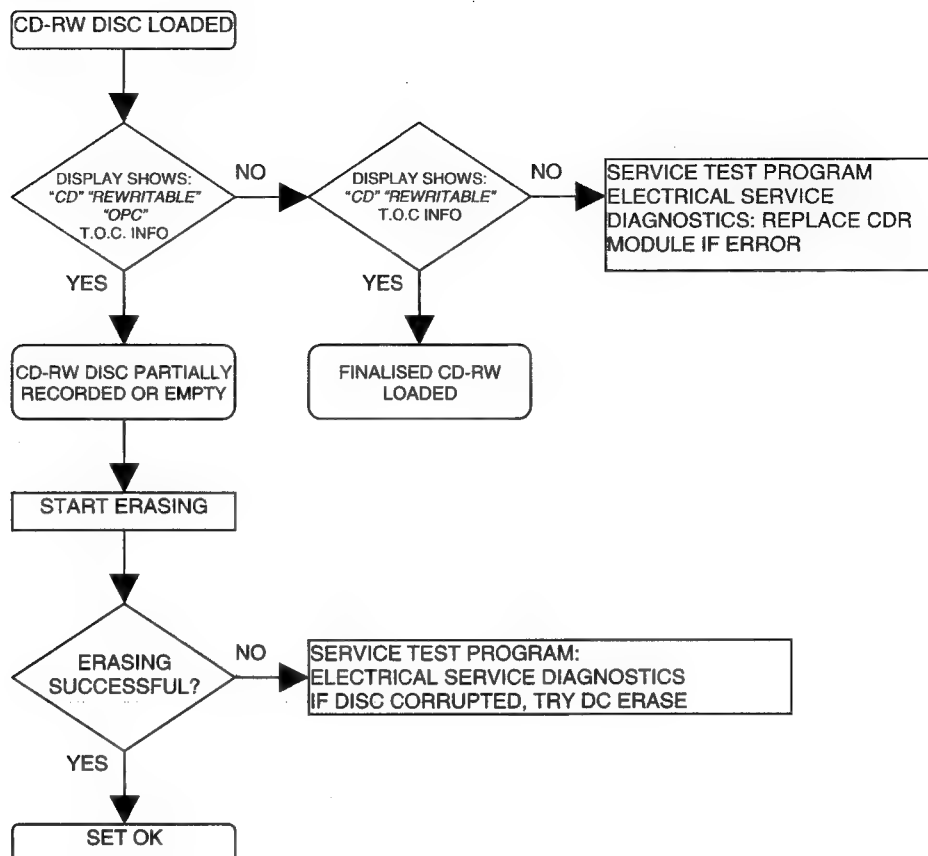 CD-RW DISC LOADED
DISPLAY SHOWS:
"CD" "REWRITABLE"
"OPC"
T.O.C. INFO
NO
DISPLAY SHOWS:
"CD" "REWRITABLE"
T.O.C INFO
NO
SERVICE TEST PROGRAM
ELECTRICAL SERVICE
DIAGNOSTICS: REPLACE CDR
MODULE IF ERROR
YES
YES
CD-RW DISC PARTIALLY
RECORDED OR EMPTY
FINALISED CD-RW
LOADED
START ERASING
ERASING
SUCCESSFUL?
NO
SERVICE TEST PROGRAM:
ELECTRICAL SERVICE DIAGNOSTICS
IF DISC CORRUPTED, TRY DC ERASE
YES
SET OK